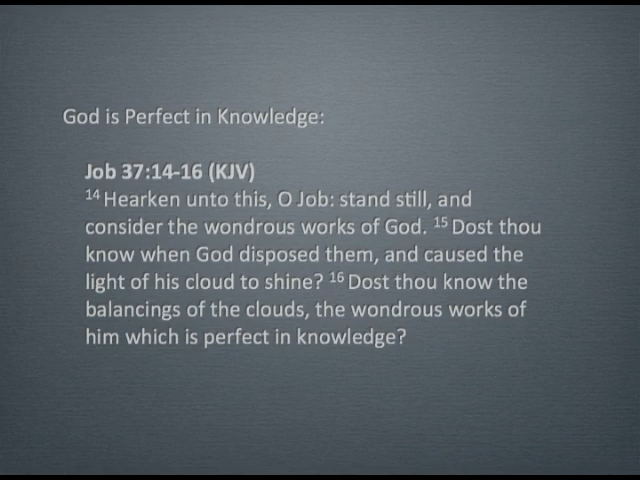 God is Perfect in Knowledge:
Job 37:14-16 (KJV)
14 Hearken unto this, O Job: stand still, and
consider the wondrous works of God. 15 Dost thou
know when God disposed them, and caused the
light of his cloud to shine? 16 Dost thou know the
balancings of the clouds, the wondrous works of
him which is perfect in knowledge?